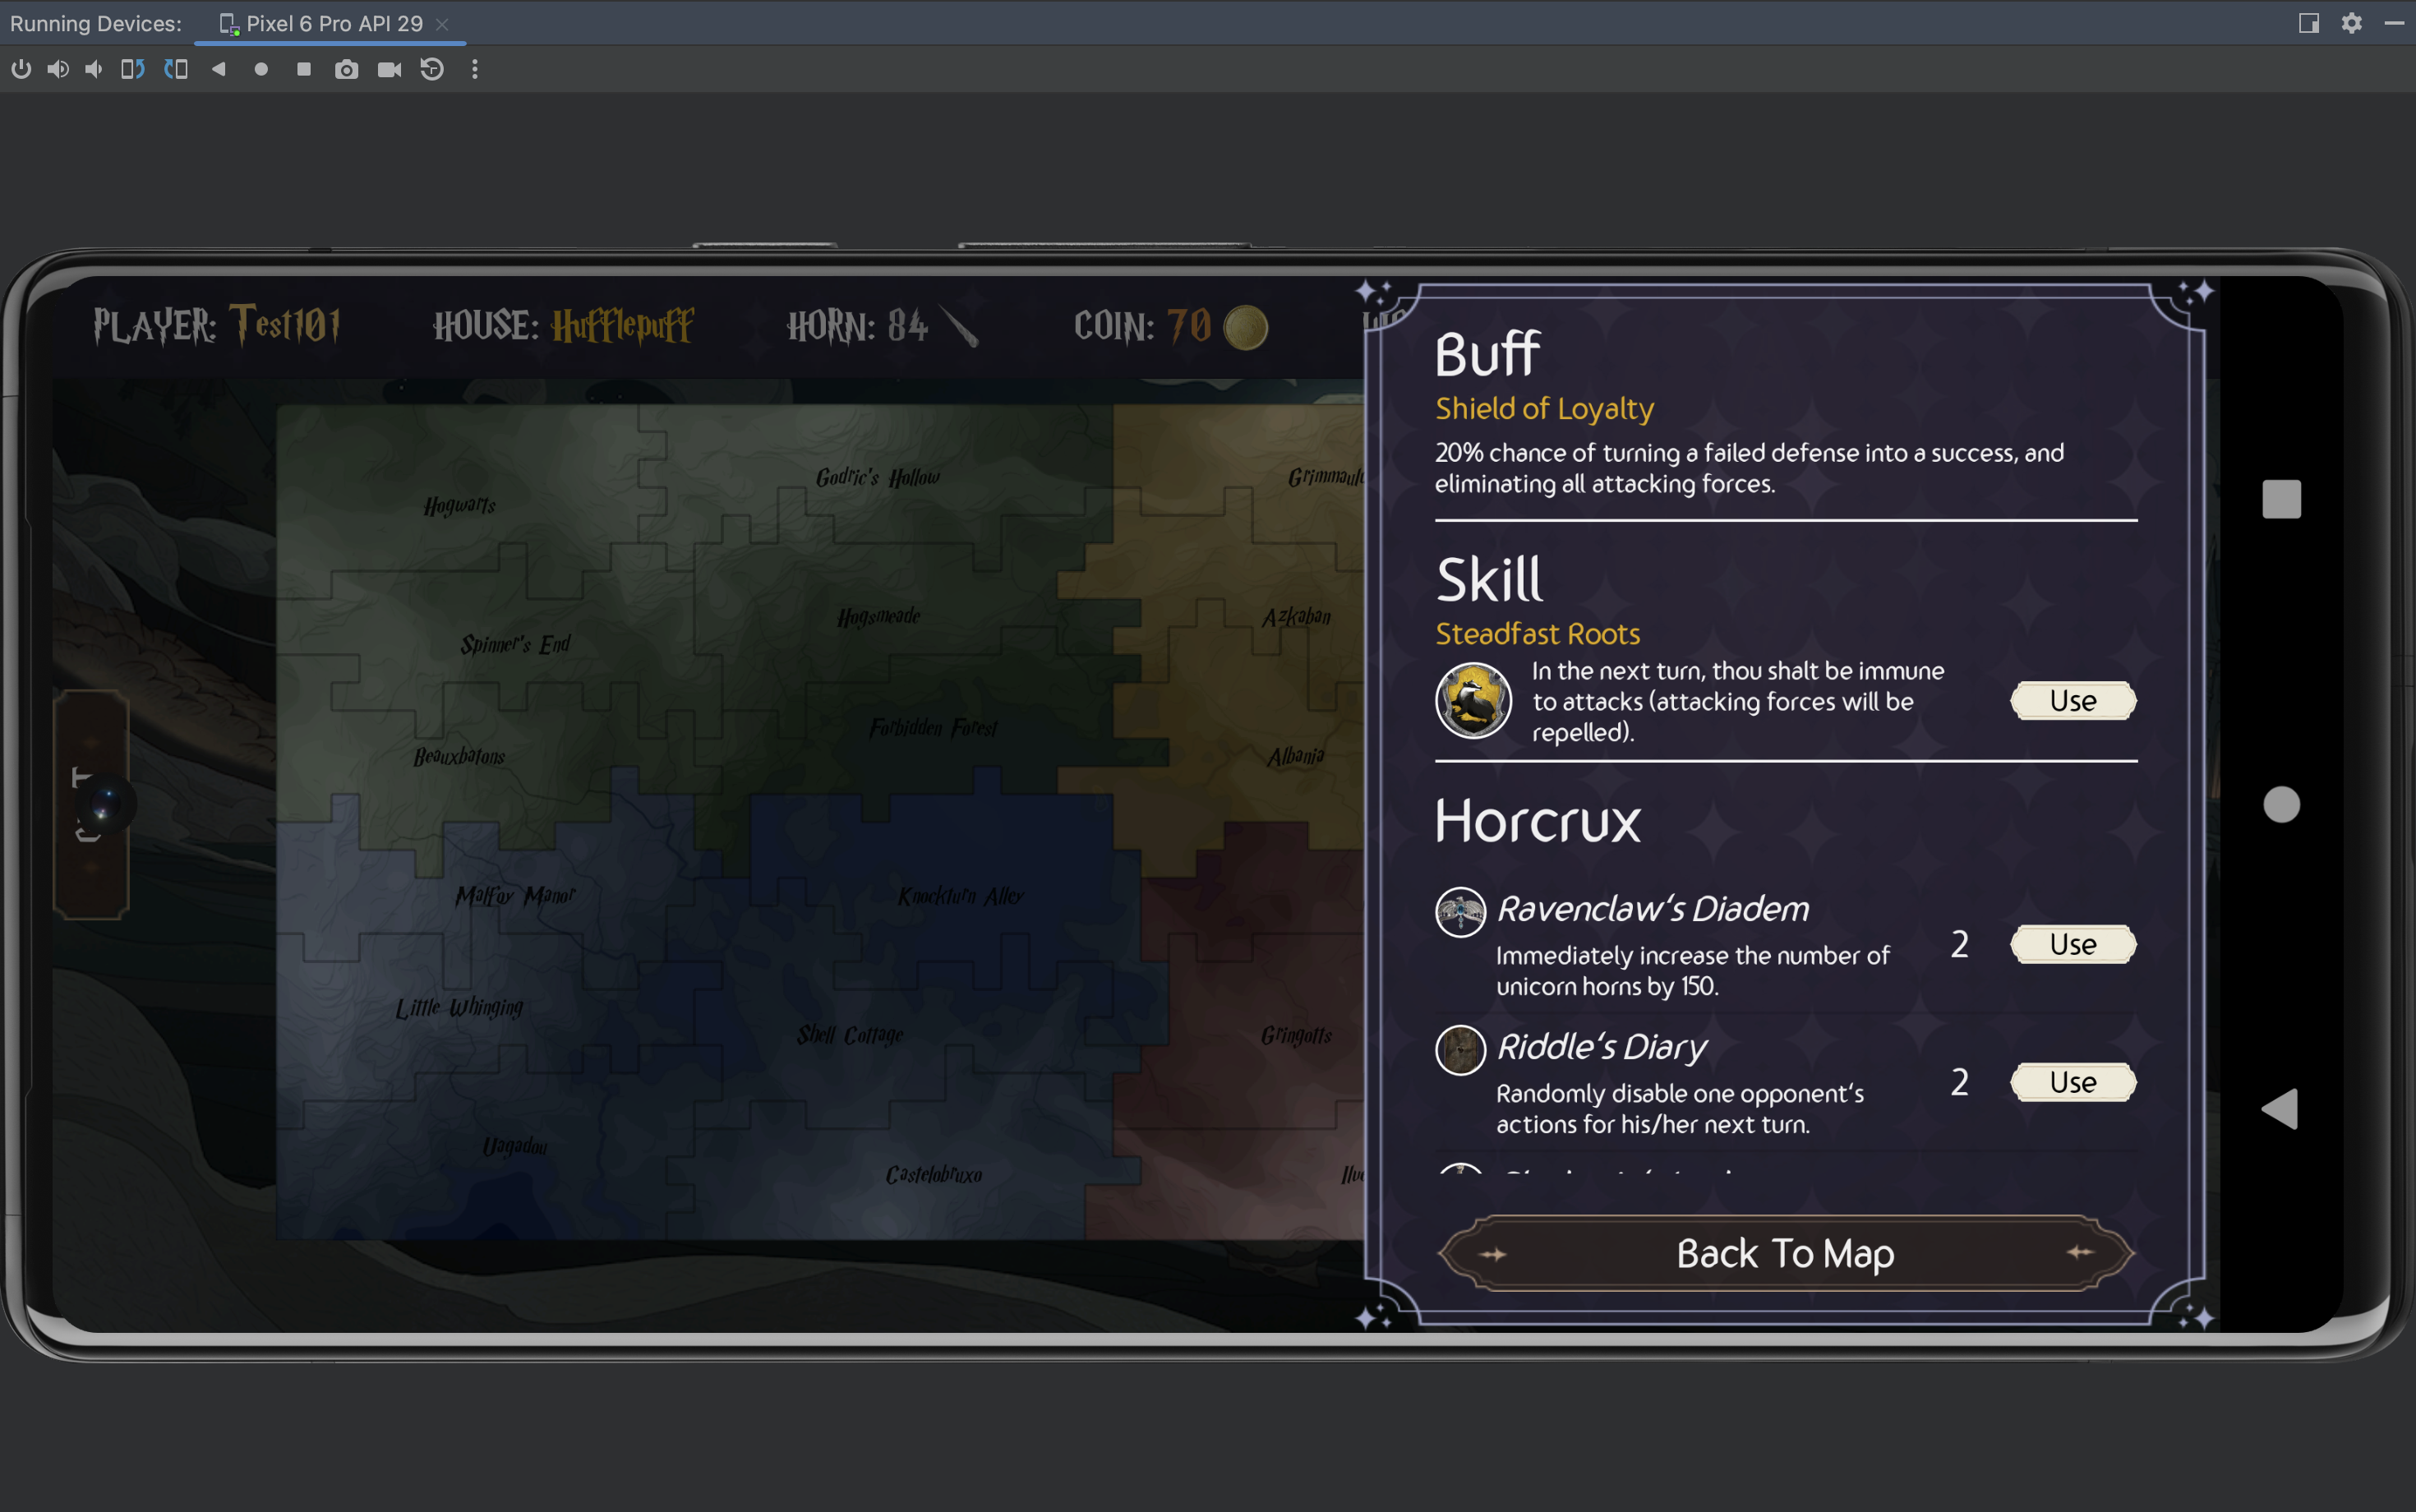 Running Devices: Pixel 6 Pro API 29
PLAYER: Test101 HOUSE: Hufflepuff HORN: 84 COIN: 70
Hogwarts
Godric's Hollow
Spinner's End
Hogsmeade
Azkaban
Beauxbatons
Forbidden Forest
Albania
Malfoy Manor
Knockturn Alley
Little Whinging
Shell Cottage
Gringotts
Uagadou
Castelobruxo
Buff
Shield of Loyalty
20% chance of turning a failed defense into a success, and
eliminating all attacking forces.
Skill
Steadfast Roots
In the next turn, thou shalt be immune
to attacks (attacking forces will be
repelled).
Use
Horcrux
Ravenclaw's Diadem
Immediately increase the number of
unicorn horns by 150.
2 Use
Riddle's Diary
Randomly disable one opponent's
actions for his/her next turn.
2 Use
Back To Map